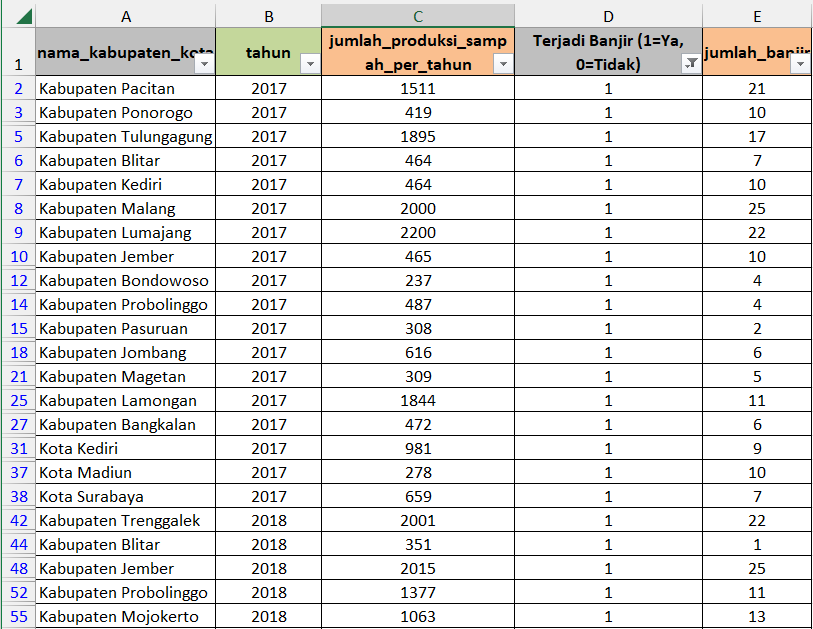 A B C D E
1 nama_kabupaten_kota tahun jumlah_produksi_samp
ah_per_tahun Terjadi Banjir (1=Ya,
0=Tidak) jumlah_banjir
2 Kabupaten Pacitan 2017 1511 1 21
3 Kabupaten Ponorogo 2017 419 1 10
5 Kabupaten Tulungagung 2017 1895 1 17
6 Kabupaten Blitar 2017 464 1 7
7 Kabupaten Kediri 2017 464 1 10
8 Kabupaten Malang 2017 2000 1 25
9 Kabupaten Lumajang 2017 2200 1 22
10 Kabupaten Jember 2017 465 1 10
12 Kabupaten Bondowoso 2017 237 1 4
14 Kabupaten Probolinggo 2017 487 1 4
15 Kabupaten Pasuruan 2017 308 1 2
18 Kabupaten Jombang 2017 616 1 6
21 Kabupaten Magetan 2017 309 1 5
25 Kabupaten Lamongan 2017 1844 1 11
27 Kabupaten Bangkalan 2017 472 1 6
31 Kota Kediri 2017 981 1 9
37 Kota Madiun 2017 278 1 10
38 Kota Surabaya 2017 659 1 7
42 Kabupaten Trenggalek 2018 2001 1 22
44 Kabupaten Blitar 2018 351 1 1
48 Kabupaten Jember 2018 2015 1 25
52 Kabupaten Probolinggo 2018 1377 1 11
55 Kabupaten Mojokerto 2018 1063 1 13